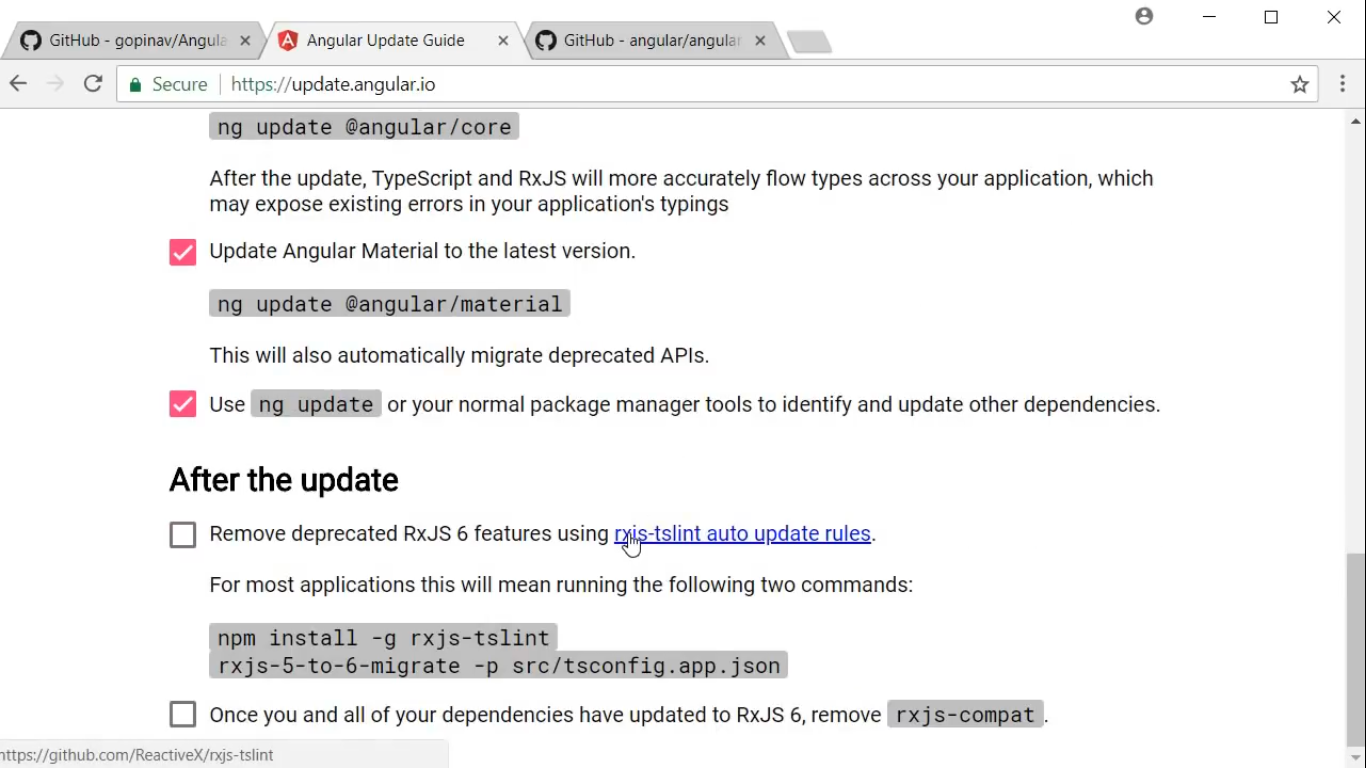 GitHub - gopinav/Angula
Angular Update Guide
GitHub - angular/angular
Secure https://update.angular.io
ng update @angular/core
After the update, TypeScript and RxJS will more accurately flow types across your application, which
may expose existing errors in your application's typings
Update Angular Material to the latest version.
ng update @angular/material
This will also automatically migrate deprecated APIs.
Use ng update or your normal package manager tools to identify and update other dependencies.
After the update
Remove deprecated RxJS 6 features using rxjs-tslint auto update rules.
For most applications this will mean running the following two commands:
npm install -g rxjs-tslint
rxjs-5-to-6-migrate -p src/tsconfig.app.json
Once you and all of your dependencies have updated to RxJS 6, remove rxjs-compat.
https://github.com/ReactiveX/rxjs-tslint